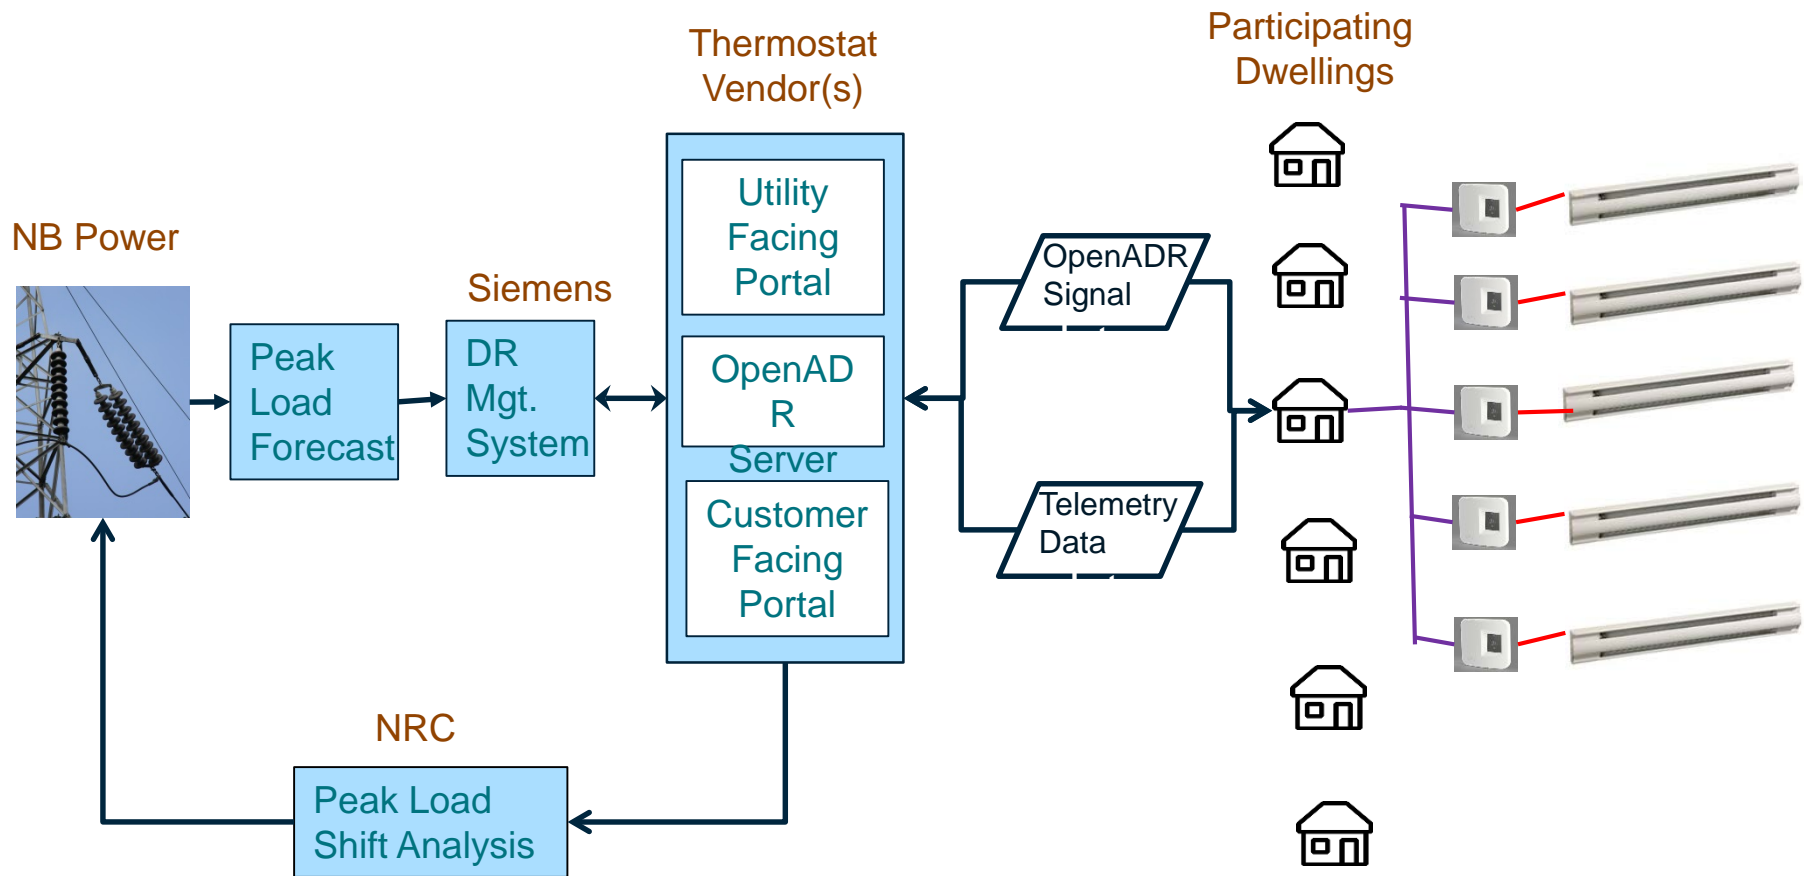 Thermostat
Vendor(s)
Participating
Dwellings
NB Power
Siemens
Peak
Load
Forecast
DR
Mgt.
System
Utility
Facing
Portal
OpenAD
R
Server
Customer
Facing
Portal
OpenADR
Signal
Telemetry
Data
NRC
Peak Load
Shift Analysis